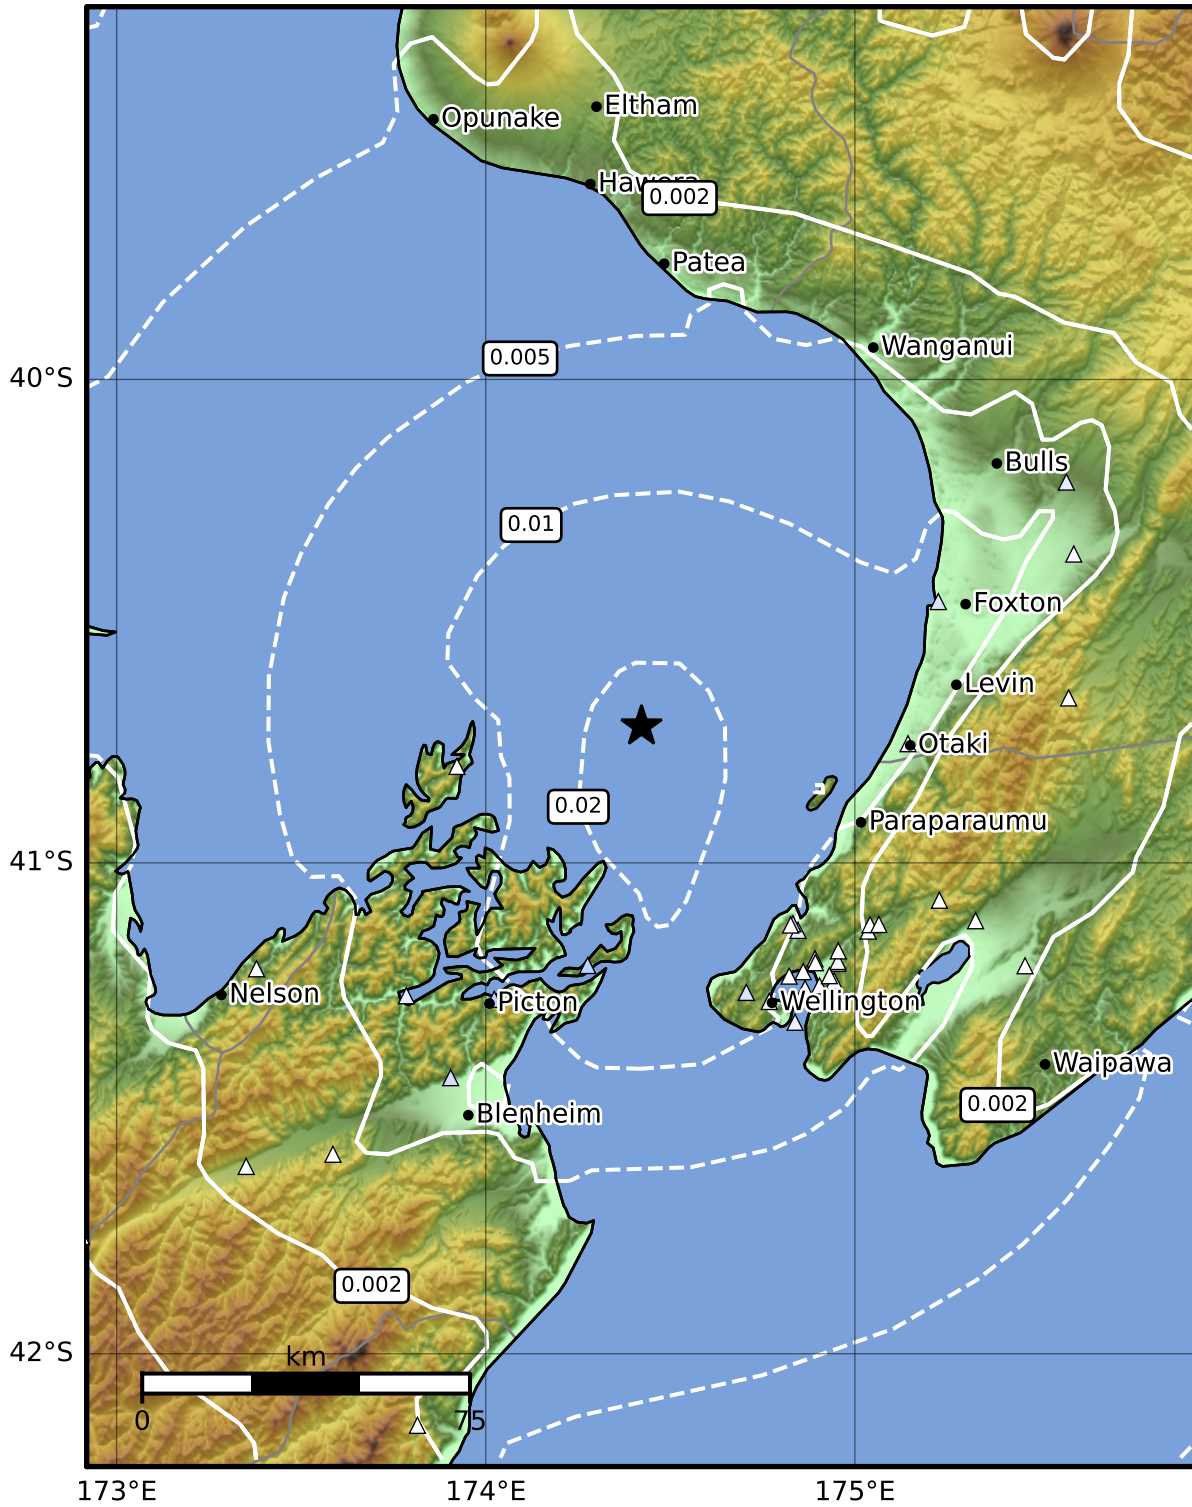 Opunake
Eltham
Hawera
0.002
Patea
Wanganui
0.005
40°S
Bulls
0.01
Foxton
Levin
Otaki
0.02
Paraparaumu
41°S
Nelson
Picton
Wellington
Waipawa
0.002
Blenheim
0.002
42°S
km
0 75
173°E 174°E 175°E